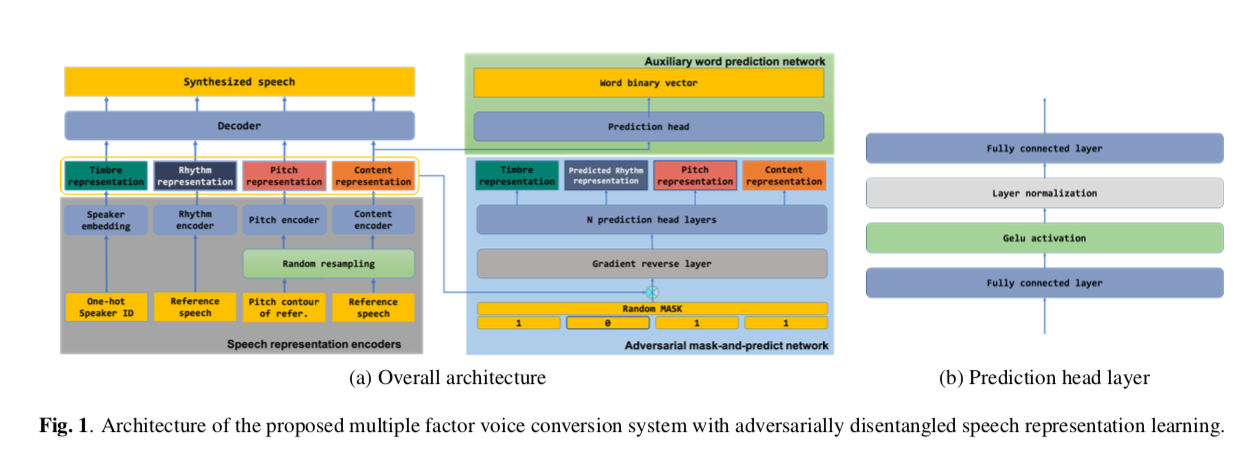 Synthesized speech
Decoder
Timbre
representation
Rhythm
representation
Pitch
representation
Content
representation
Speaker
embedding
Rhythm
encoder
Pitch encoder
Content
encoder
Random resampling
One-hot
Speaker ID
Reference
speech
Pitch contour
of refer.
Reference
speech
Speech representation encoders
Auxiliary word prediction network
Word binary vector
Prediction head
Timbre
representation
Predicted Rhythm
representation
Pitch
representation
Content
representation
N prediction head layers
Gradient reverse layer
Random MASK
1 0 1 1
Adversarial mask-and-predict network
(a) Overall architecture
Fully connected layer
Layer normalization
Gelu activation
Fully connected layer
(b) Prediction head layer
Fig. 1. Architecture of the proposed multiple factor voice conversion system with adversarially disentangled speech representation learning.